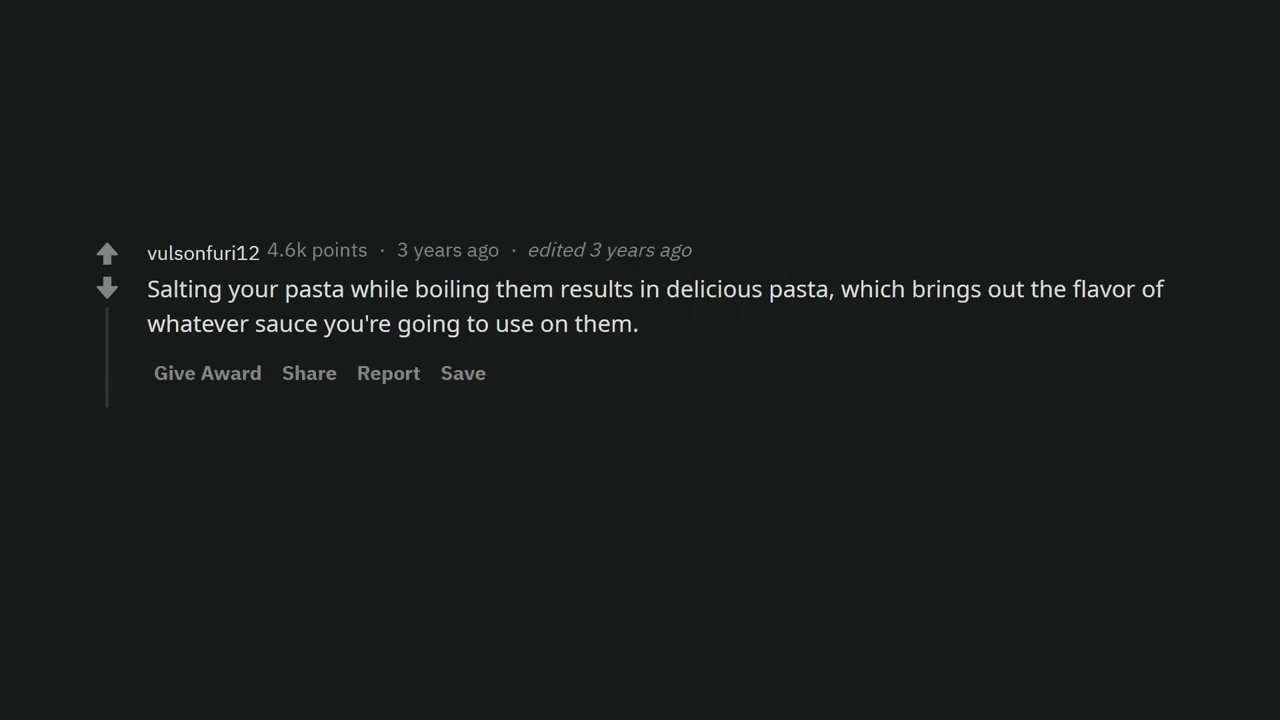 vulsonfuri12 4.6k points · 3 years ago · edited 3 years ago
Salting your pasta while boiling them results in delicious pasta, which brings out the flavor of
whatever sauce you're going to use on them.
Give Award Share Report Save